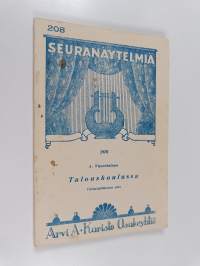 208
SEURANÄYTELMIÄ
208
Talouskoulussa
Arvi A. Karisto Osakeyhtiö